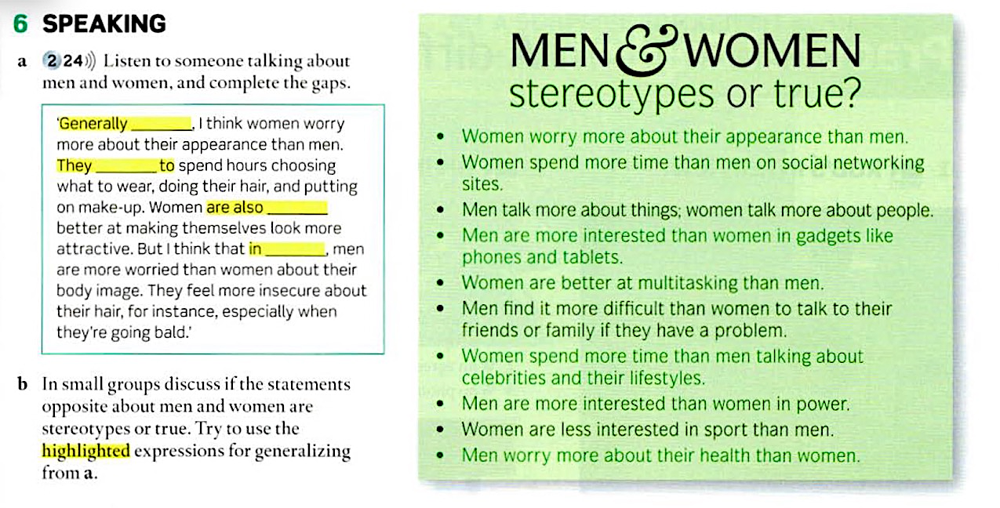 6 SPEAKING
a 2 24))) Listen to someone talking about
men and women, and complete the gaps.
'Generally _______, I think women worry
more about their appearance than men.
They _______ to spend hours choosing
what to wear, doing their hair, and putting
on make-up. Women are also _______
better at making themselves look more
attractive. But I think that in _______, men
are more worried than women about their
body image. They feel more insecure about
their hair, for instance, especially when
they're going bald.'
b In small groups discuss if the statements
opposite about men and women are
stereotypes or true. Try to use the
highlighted expressions for generalizing
from a.
MEN & WOMEN
stereotypes or true?
• Women worry more about their appearance than men.
• Women spend more time than men on social networking
sites.
• Men talk more about things; women talk more about people.
• Men are more interested than women in gadgets like
phones and tablets.
• Women are better at multitasking than men.
• Men find it more difficult than women to talk to their
friends or family if they have a problem.
• Women spend more time than men talking about
celebrities and their lifestyles.
• Men are more interested than women in power.
• Women are less interested in sport than men.
• Men worry more about their health than women.